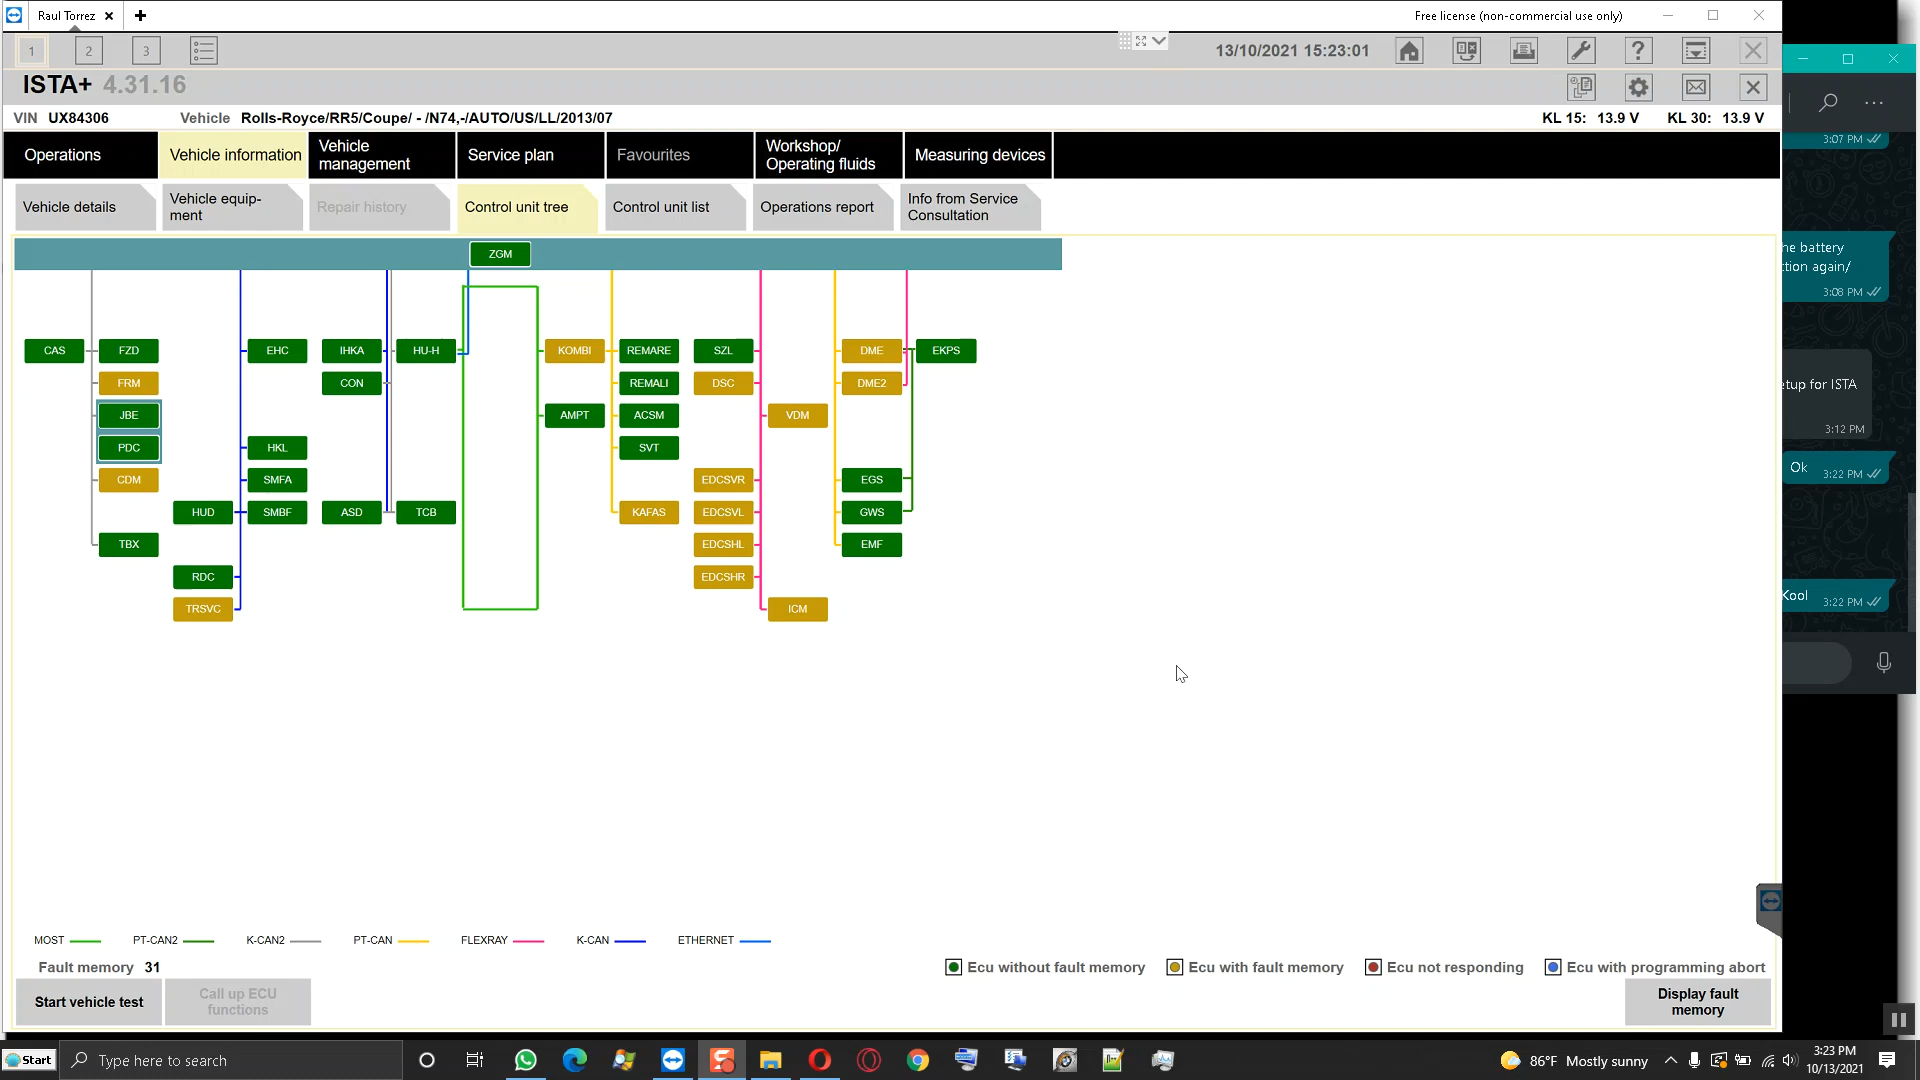 Raul Torrez
Free license (non-commercial use only)
1
2
3
13/10/2021 15:23:01
ISTA+ 4.31.16
VIN UX84306
Vehicle Rolls-Royce/RR5/Coupe/ - /N74,-/AUTO/US/LL/2013/07
KL 15: 13.9 V KL 30: 13.9 V
Operations
Vehicle information
Vehicle
management
Service plan
Favourites
Workshop/
Operating fluids
Measuring devices
Vehicle details
Vehicle equip-
ment
Repair history
Control unit tree
Control unit list
Operations report
Info from Service
Consultation
ZGM
CAS FZD EHC IHKA HU-H KOMBI REMARE SZL DME EKPS
FRM CON REMALI DSC DME2
JBE AMPT ACSM VDM
PDC HKL SVT
CDM SMFA EDCSVR EGS
HUD SMBF ASD TCB KAFAS EDCSVL GWS
TBX EDCSHL EMF
RDC EDCSHR
TRSVC ICM
MOST PT-CAN2 K-CAN2 PT-CAN FLEXRAY K-CAN ETHERNET
Fault memory 31
Ecu without fault memory Ecu with fault memory Ecu not responding Ecu with programming abort
Start vehicle test
Call up ECU
functions
Display fault
memory
3:07 PM
he battery
tion again/
3:08 PM
etup for ISTA
3:12 PM
Ok 3:22 PM
Kool 3:22 PM
Start
Type here to search
86°F Mostly sunny
3:23 PM
10/13/2021